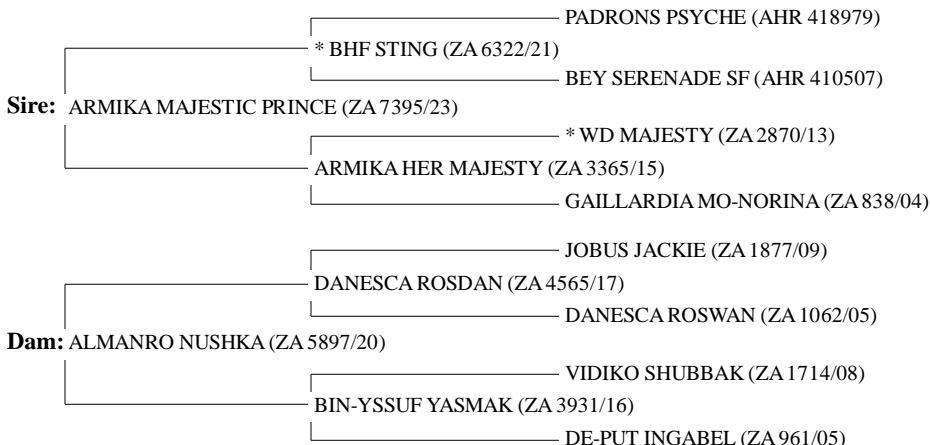 PADRONS PSYCHE (AHR 418979)
* BHF STING (ZA 6322/21)
BEY SERENADE SF (AHR 410507)
Sire: ARMIKA MAJESTIC PRINCE (ZA 7395/23)
* WD MAJESTY (ZA 2870/13)
ARMIKA HER MAJESTY (ZA 3365/15)
GAILLARDIA MO-NORINA (ZA 838/04)
JOBUS JACKIE (ZA 1877/09)
DANESCA ROSDAN (ZA 4565/17)
DANESCA ROSWAN (ZA 1062/05)
Dam: ALMANRO NUSHKA (ZA 5897/20)
VIDIKO SHUBBAK (ZA 1714/08)
BIN-YSSUF YASMAK (ZA 3931/16)
DE-PUT INGABEL (ZA 961/05)